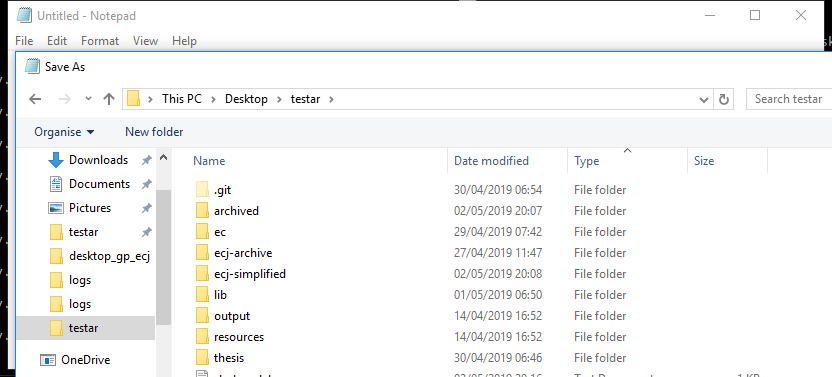 Untitled - Notepad
File Edit Format View Help
Save As
This PC > Desktop > testar >
Search testar
Organise New folder
Name Date modified Type Size
Downloads
Documents
Pictures
testar
desktop_gp_ecj
logs
logs
testar
OneDrive
.git 30/04/2019 06:54 File folder
archived 02/05/2019 20:07 File folder
ec 29/04/2019 07:42 File folder
ecj-archive 27/04/2019 11:47 File folder
ecj-simplified 02/05/2019 20:08 File folder
lib 01/05/2019 06:50 File folder
output 14/04/2019 16:52 File folder
resources 14/04/2019 16:52 File folder
thesis 30/04/2019 06:46 File folder